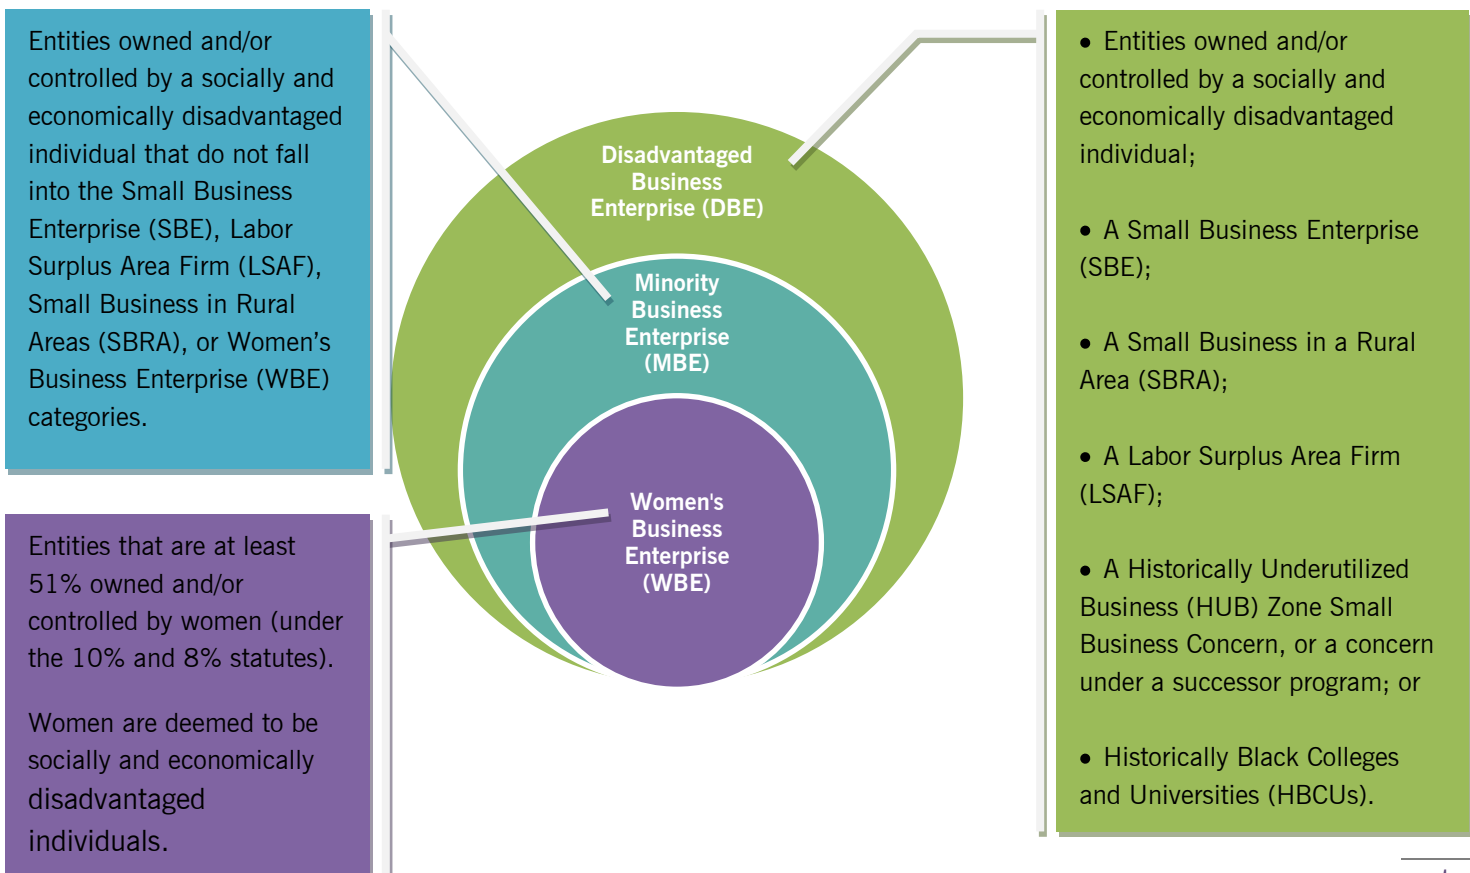 Entities owned and/or
controlled by a socially and
economically disadvantaged
individual that do not fall
into the Small Business
Enterprise (SBE), Labor
Surplus Area Firm (LSAF),
Small Business in Rural
Areas (SBRA), or Women’s
Business Enterprise (WBE)
categories.
Entities that are at least
51% owned and/or
controlled by women (under
the 10% and 8% statutes).
Women are deemed to be
socially and economically
disadvantaged
individuals.
Disadvantaged
Business
Enterprise (DBE)
Minority
Business
Enterprise
(MBE)
Women's
Business
Enterprise
(WBE)
• Entities owned and/or
controlled by a socially and
economically disadvantaged
individual;
• A Small Business Enterprise
(SBE);
• A Small Business in a Rural
Area (SBRA);
• A Labor Surplus Area Firm
(LSAF);
• A Historically Underutilized
Business (HUB) Zone Small
Business Concern, or a concern
under a successor program; or
• Historically Black Colleges
and Universities (HBCUs).